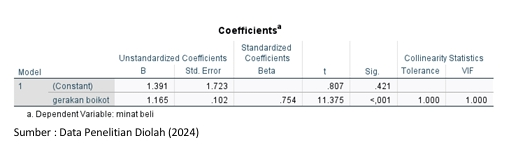 Coefficientsᵃ
Unstandardized Coefficients Standardized Coefficients Collinearity Statistics
Model B Std. Error Beta t Sig. Tolerance VIF
1 (Constant) 1.391 1.723 .807 .421
gerakan boikot 1.165 .102 .754 11.375 <,001 1.000 1.000
a. Dependent Variable: minat beli
Sumber : Data Penelitian Diolah (2024)